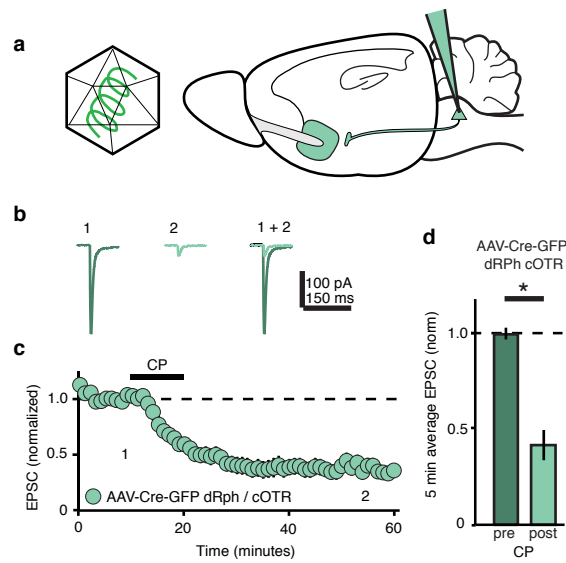 a
b
1
2
1 + 2
100 pA
150 ms
c
CP
EPSC (normalized)
1.0
0.5
0
1
2
AAV-Cre-GFP dRph / cOTR
0
20
40
60
Time (minutes)
d
AAV-Cre-GFP
dRPh cOTR
*
5 min average EPSC (norm)
1.0
0.5
0
pre
post
CP